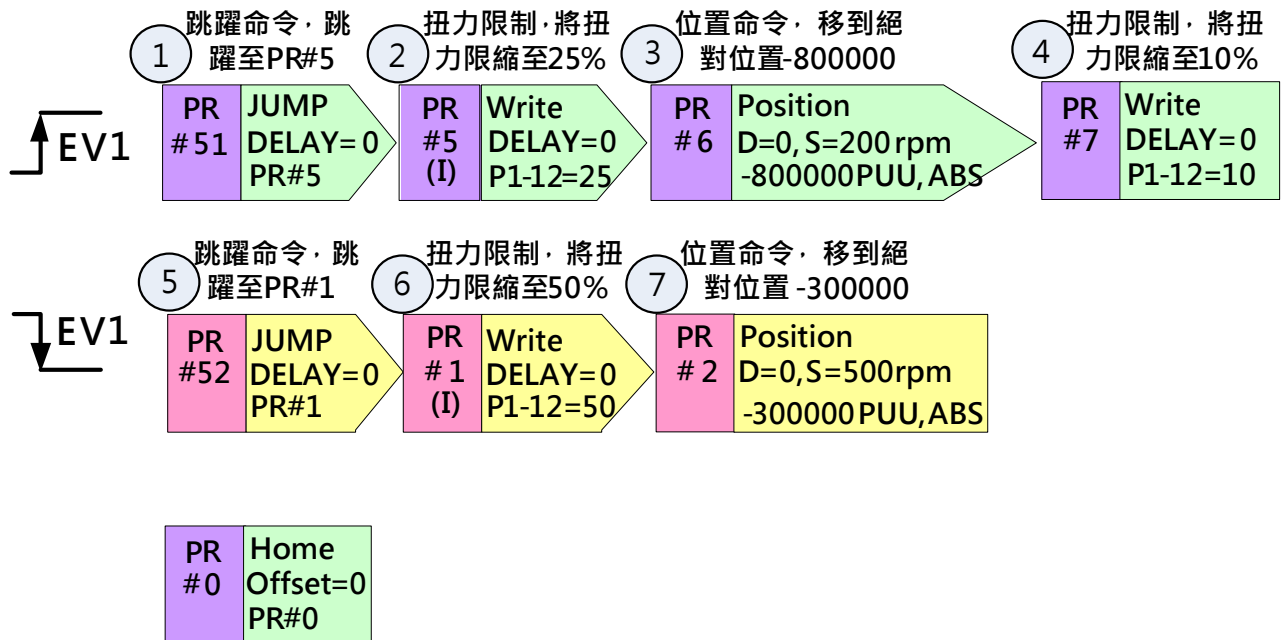 1
跳躍命令，跳
躍至PR#5
2
扭力限制，將扭
力限縮至25%
3
位置命令，移到絕
對位置-800000
4
扭力限制，將扭
力限縮至10%
EV1
PR
#51
JUMP
DELAY=0
PR#5
PR
#5
(I)
Write
DELAY=0
P1-12=25
PR
#6
Position
D=0, S=200 rpm
-800000PUU, ABS
PR
#7
Write
DELAY=0
P1-12=10
5
跳躍命令，跳
躍至PR#1
6
扭力限制，將扭
力限縮至50%
7
位置命令，移到絕
對位置 -300000
EV1
PR
#52
JUMP
DELAY=0
PR#1
PR
#1
(I)
Write
DELAY=0
P1-12=50
PR
#2
Position
D=0,S=500rpm
-300000 PUU,ABS
PR
#0
Home
Offset=0
PR#0